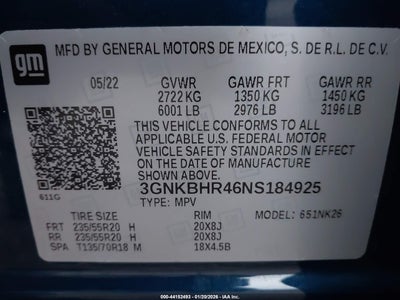 gm
MFD BY GENERAL MOTORS DE MEXICO, S. DE R.L. DE C.V.
05/22 GVWR GAWR FRT GAWR RR
2722 KG 1350 KG 1450 KG
6001 LB 2976 LB 3196 LB
THIS VEHICLE CONFORMS TO ALL
APPLICABLE U.S. FEDERAL MOTOR
VEHICLE SAFETY STANDARDS IN EFFECT
ON THE DATE OF MANUFACTURE SHOWN ABOVE.
611G
3GNKBHR46NS184925
TYPE: MPV
TIRE SIZE RIM MODEL: 651NK26
FRT 235/55R20 H 20X8J
RR 235/55R20 H 20X8J
SPA T135/70R18 M 18X4.5B
000-44152493 - 01/20/2026 - IAAI.COM